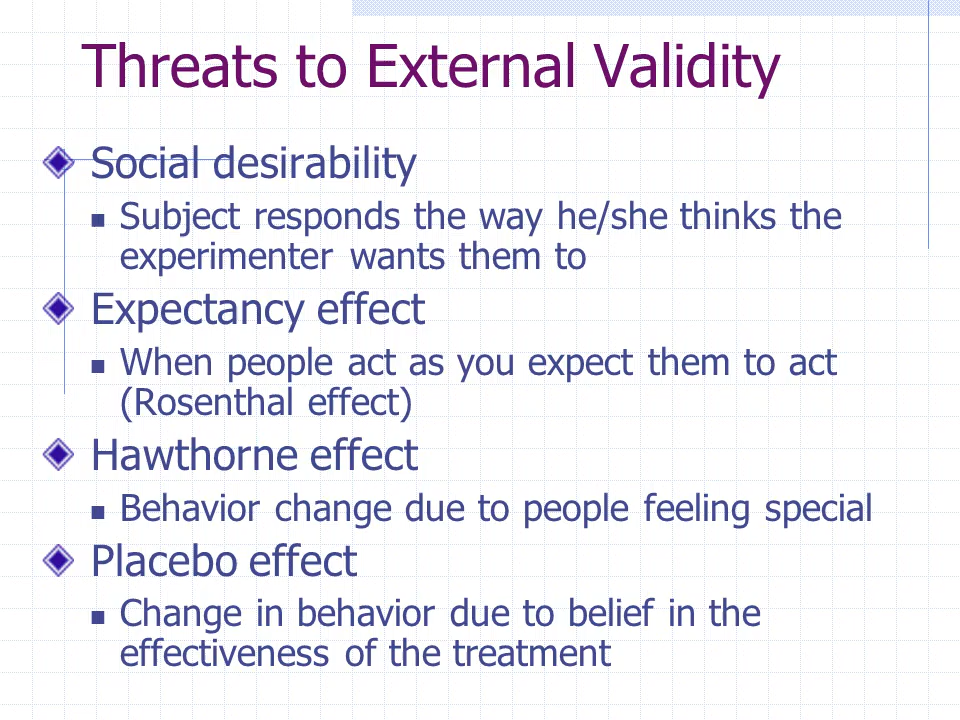 Threats to External Validity
Social desirability
Subject responds the way he/she thinks the
experimenter wants them to
Expectancy effect
When people act as you expect them to act
(Rosenthal effect)
Hawthorne effect
Behavior change due to people feeling special
Placebo effect
Change in behavior due to belief in the
effectiveness of the treatment